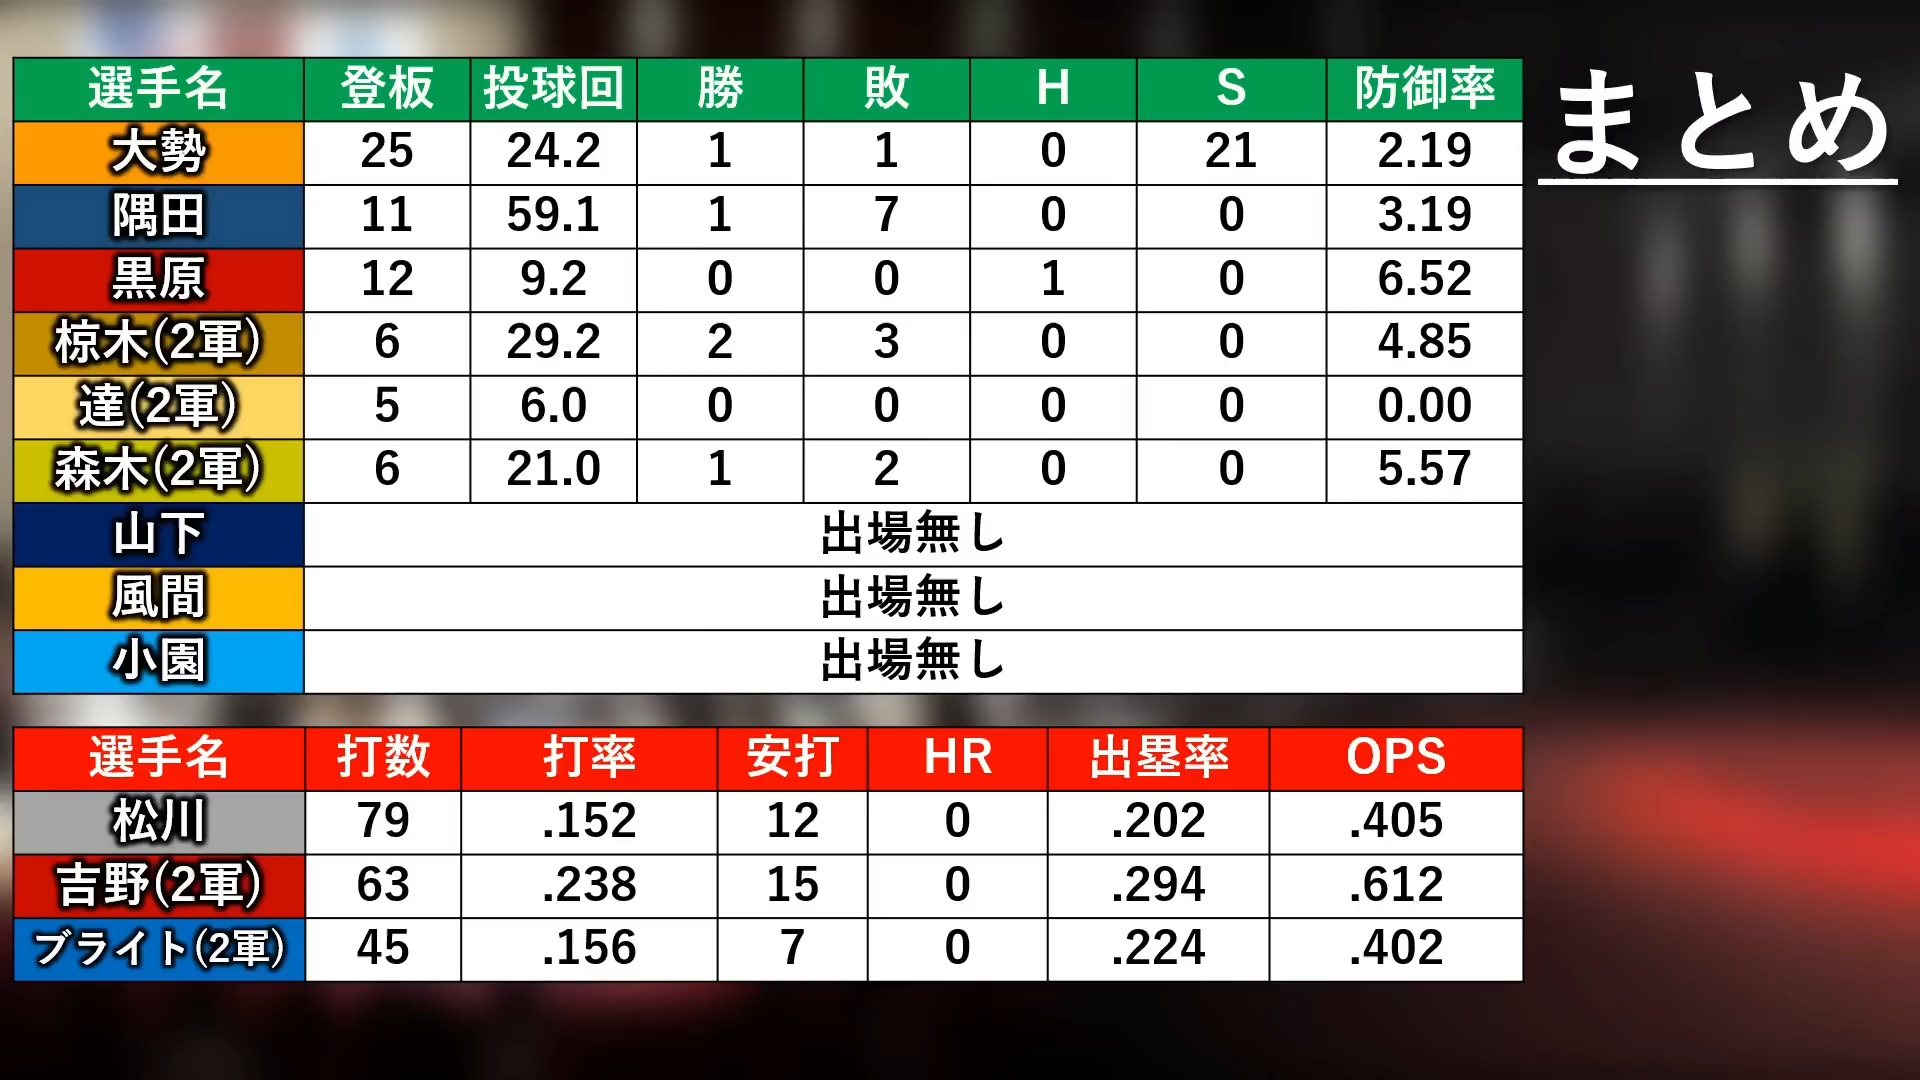 まとめ
選手名 登板 投球回 勝 敗 H S 防御率
大勢 25 24.2 1 1 0 21 2.19
隅田 11 59.1 1 7 0 0 3.19
黒原 12 9.2 0 0 1 0 6.52
椋木(2軍) 6 29.2 2 3 0 0 4.85
達(2軍) 5 6.0 0 0 0 0 0.00
森木(2軍) 6 21.0 1 2 0 0 5.57
山下 出場無し
風間 出場無し
小園 出場無し
選手名 打数 打率 安打 HR 出塁率 OPS
松川 79 .152 12 0 .202 .405
吉野(2軍) 63 .238 15 0 .294 .612
ブライト(2軍) 45 .156 7 0 .224 .402